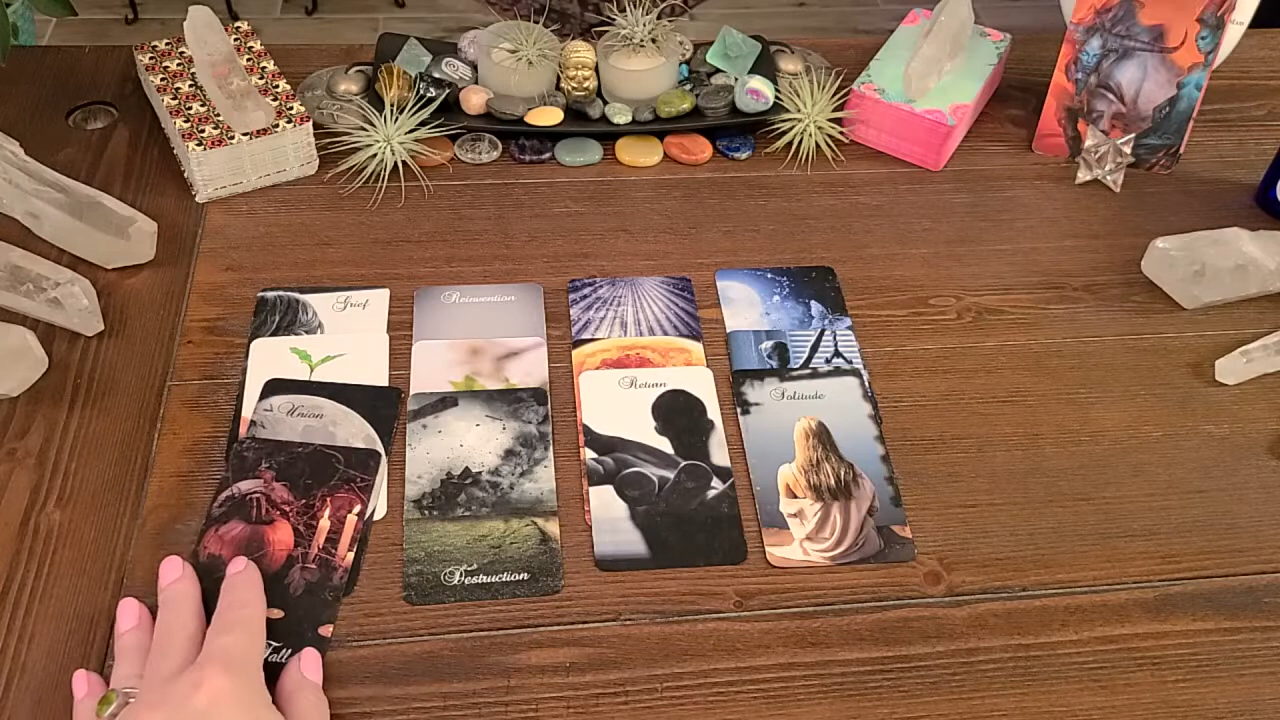 Grief
Reinvention
Return
Solitude
Union
Destruction
Fall